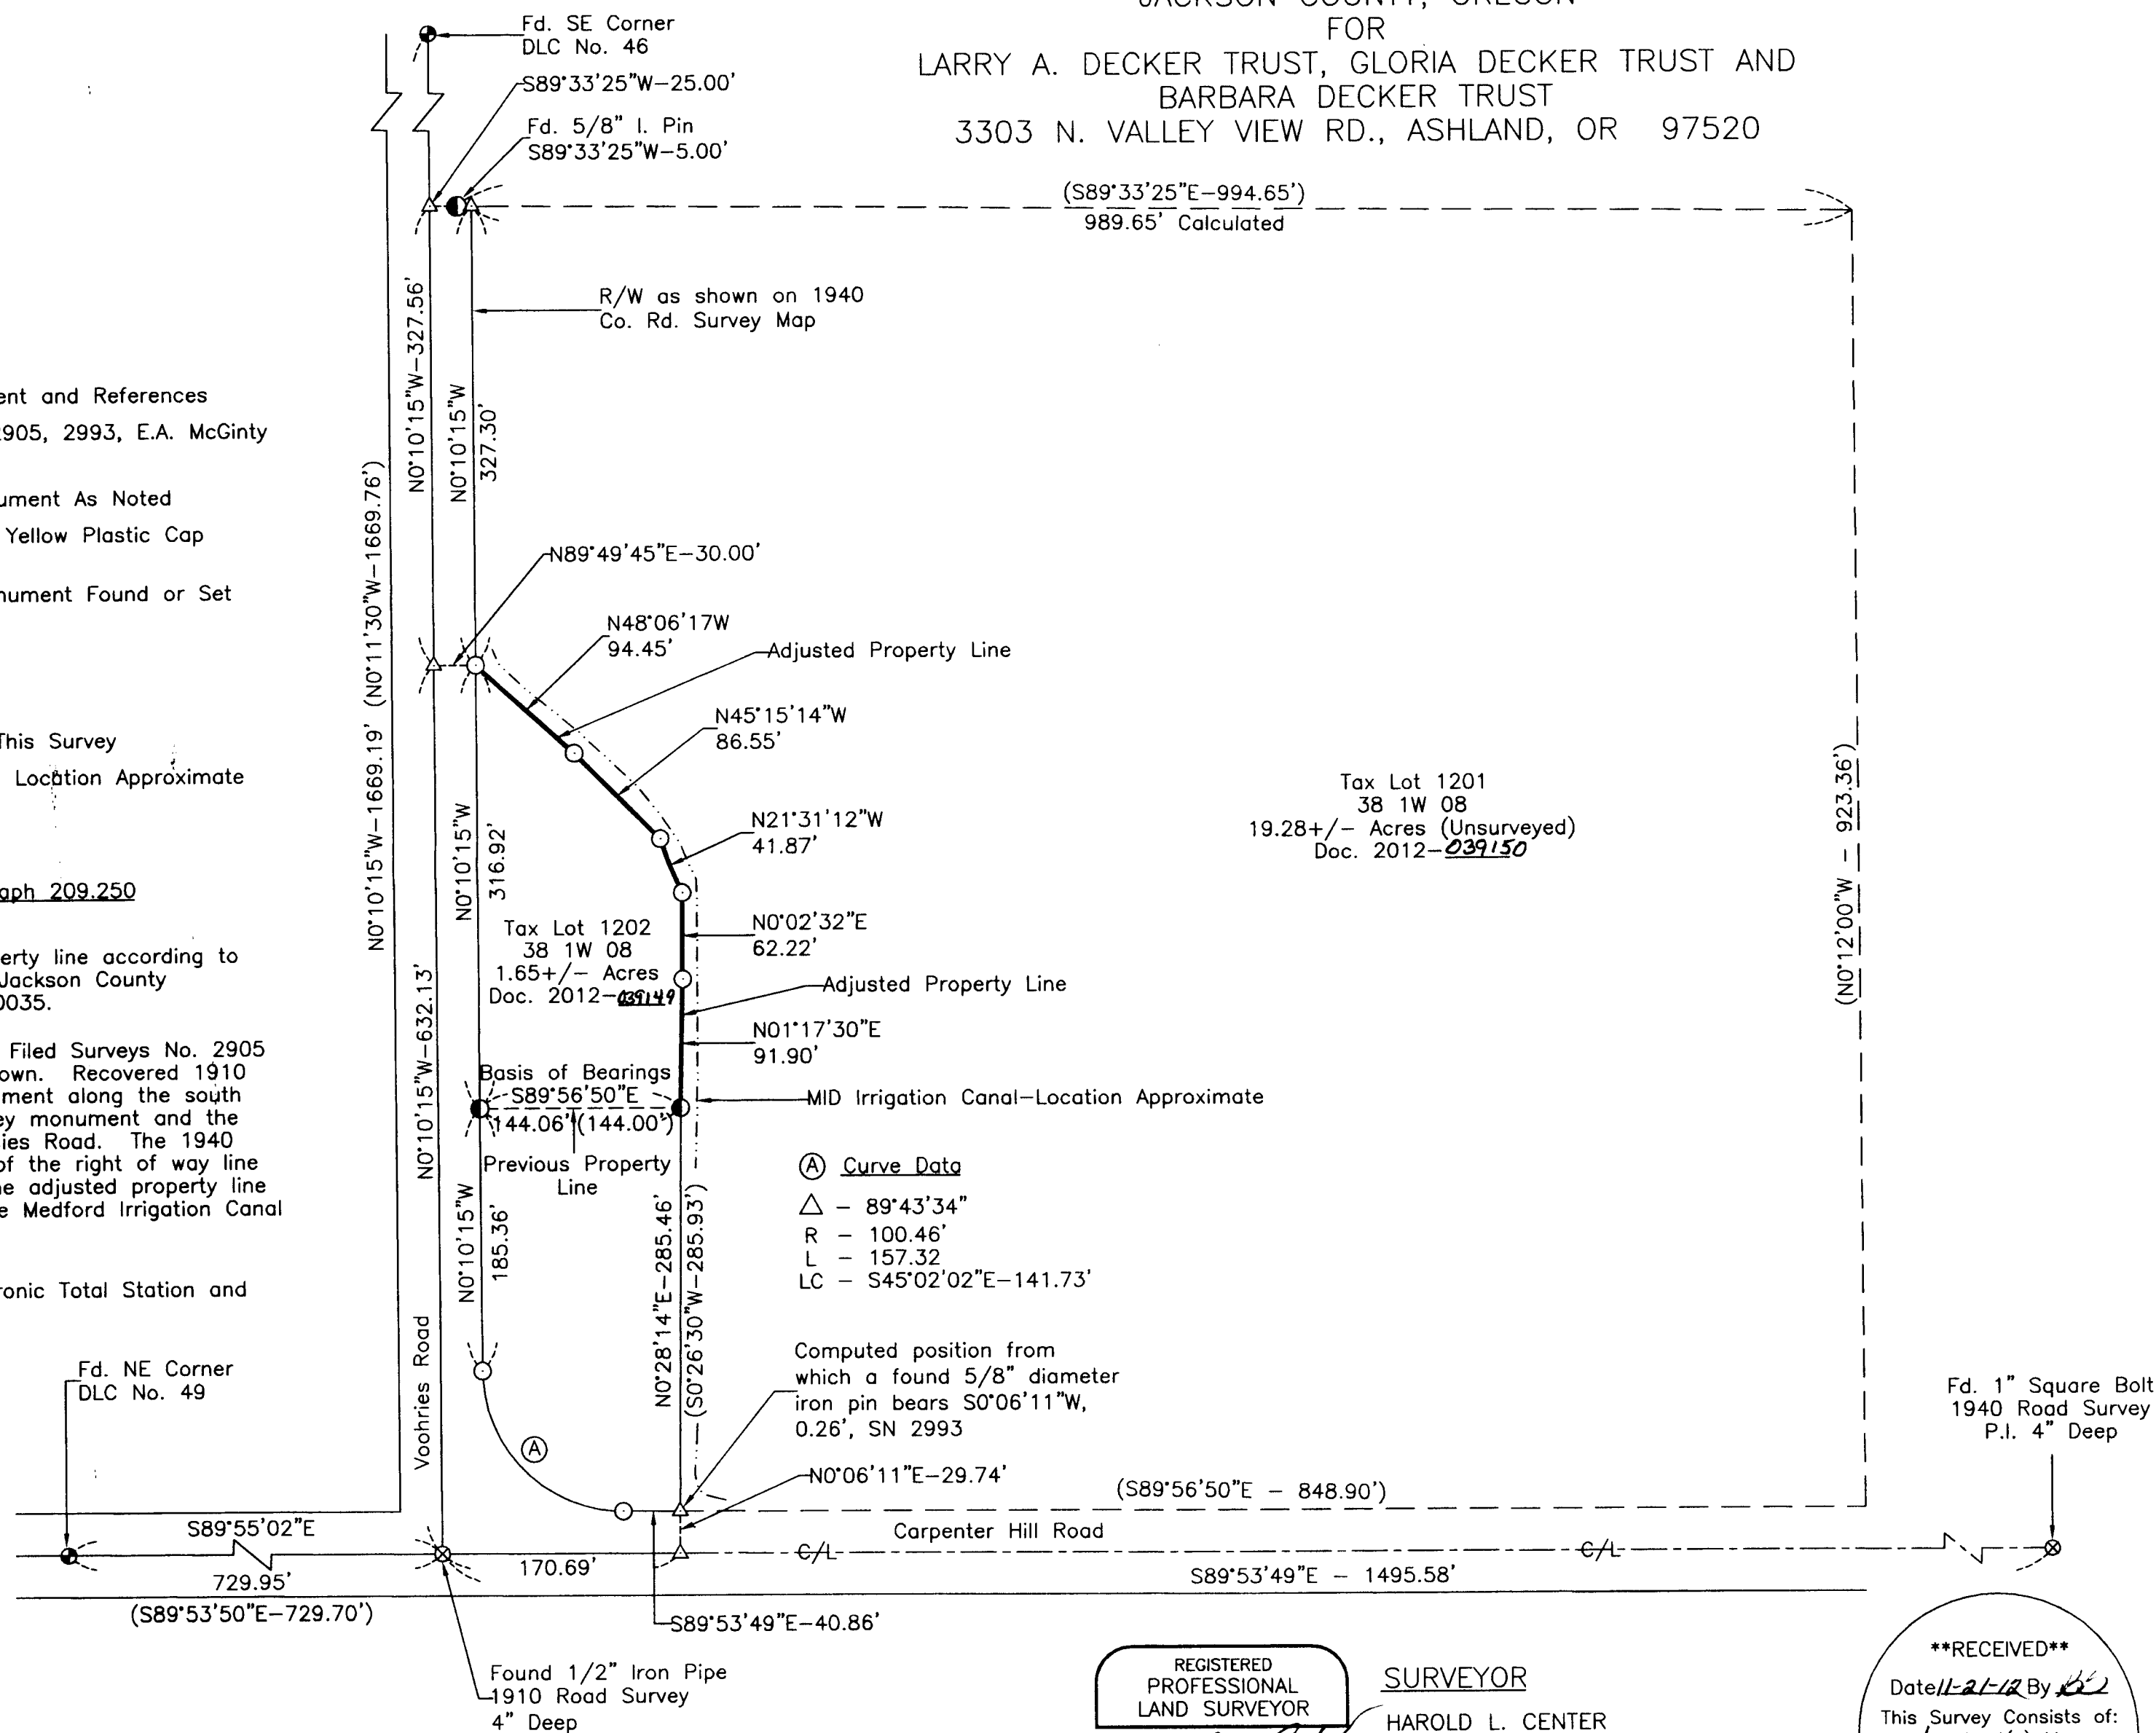 JACKSON COUNTY, OREGON
FOR
LARRY A. DECKER TRUST, GLORIA DECKER TRUST AND
BARBARA DECKER TRUST
3303 N. VALLEY VIEW RD., ASHLAND, OR 97520
Fd. SE Corner
DLC No. 46
S89°33'25"W-25.00'
Fd. 5/8" I. Pin
S89°33'25"W-5.00'
(S89°33'25"E-994.65')
989.65' Calculated
R/W as shown on 1940
Co. Rd. Survey Map
N0°10'15"W-327.56'
N0°10'15"W
327.30'
ent and References
2905, 2993, E.A. McGinty
ument As Noted
Yellow Plastic Cap
nument Found or Set
This Survey
Location Approximate
aph 209.250
erty line according to
Jackson County
0035.
Filed Surveys No. 2905
own. Recovered 1910
ment along the south
ey monument and the
ies Road. The 1940
of the right of way line
he adjusted property line
e Medford Irrigation Canal
ronic Total Station and
N0°10'15"W-1669.19' (N0°11'30"W-1669.76')
N89°49'45"E-30.00'
N48°06'17W
94.45'
Adjusted Property Line
N45°15'14"W
86.55'
N21°31'12"W
41.87'
N0°02'32"E
62.22'
Adjusted Property Line
N01°17'30"E
91.90'
MID Irrigation Canal-Location Approximate
N0°10'15"W
316.92'
Tax Lot 1202
38 1W 08
1.65+/- Acres
Doc. 2012-039149
Tax Lot 1201
38 1W 08
19.28+/- Acres (Unsurveyed)
Doc. 2012-039150
(N0°12'00"W - 923.36')
N0°10'15"W-632.13'
Basis of Bearings
S89°56'50"E
144.06' (144.00')
Previous Property
Line
N0°10'15"W
185.36'
N0°28'14"E-285.46'
(S0°26'30"W-285.93')
A Curve Data
△ - 89°43'34"
R - 100.46'
L - 157.32
LC - S45°02'02"E-141.73'
Computed position from
which a found 5/8" diameter
iron pin bears S0°06'11"W,
0.26', SN 2993
N0°06'11"E-29.74'
Voohries Road
A
Fd. NE Corner
DLC No. 49
Fd. 1" Square Bolt
1940 Road Survey
P.I. 4" Deep
(S89°56'50"E - 848.90')
Carpenter Hill Road
S89°55'02"E
729.95'
(S89°53'50"E-729.70')
170.69'
C/L
C/L
S89°53'49"E - 1495.58'
S89°53'49"E-40.86'
Found 1/2" Iron Pipe
1910 Road Survey
4" Deep
REGISTERED
PROFESSIONAL
LAND SURVEYOR
SURVEYOR
HAROLD L. CENTER
**RECEIVED**
Date 11-21-12 By
This Survey Consists of: